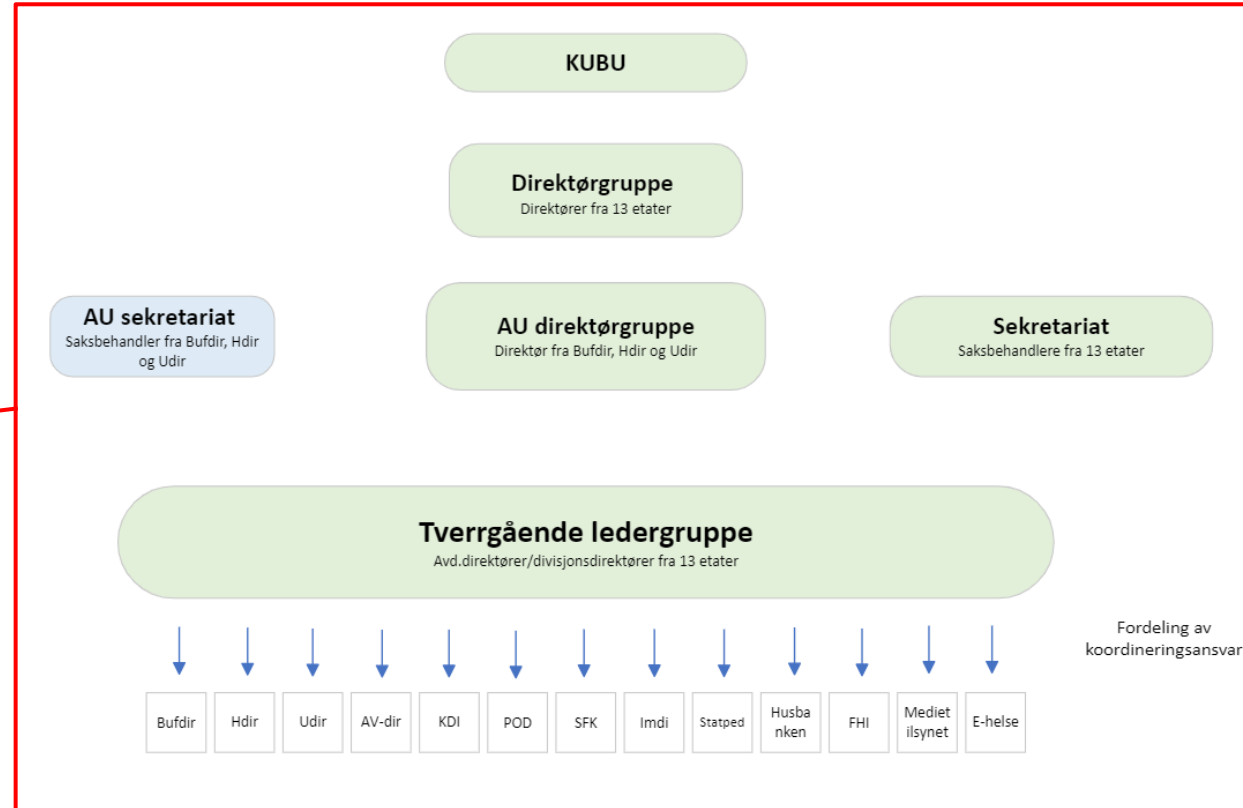 KUBU
Direktørgruppe
Direktører fra 13 etater
AU sekretariat
Saksbehandler fra Bufdir, Hdir
og Udir
AU direktørgruppe
Direktør fra Bufdir, Hdir og Udir
Sekretariat
Saksbehandlere fra 13 etater
Tverrgående ledergruppe
Avd.direktører/divisjonsdirektører fra 13 etater
Fordeling av
koordineringsansvar
Bufdir
Hdir
Udir
AV-dir
KDI
POD
SFK
Imdi
Statped
Husba
nken
FHI
Mediet
ilsynet
E-helse